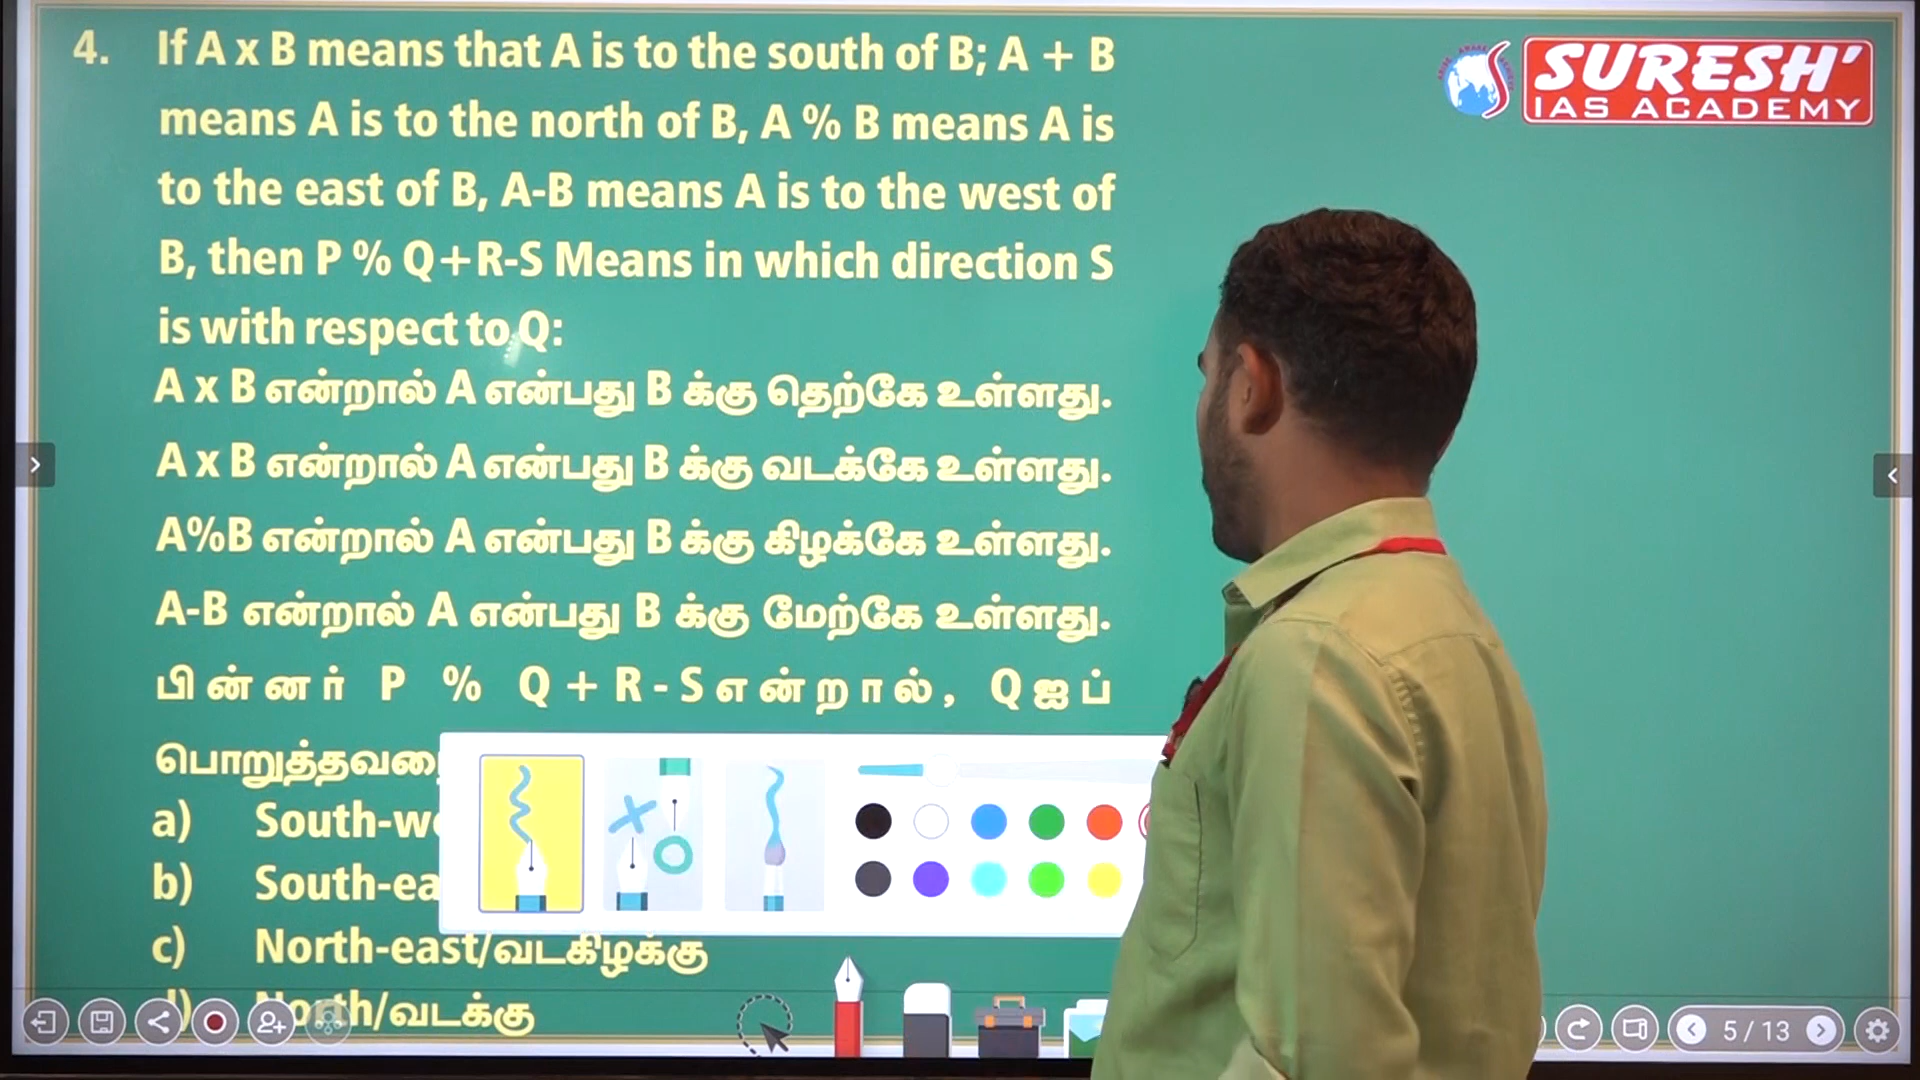 4. If A x B means that A is to the south of B; A + B
means A is to the north of B, A % B means A is
to the east of B, A-B means A is to the west of
B, then P % Q+R-S Means in which direction S
is with respect to Q:
A x B என்றால் A என்பது B க்கு தெற்கே உள்ளது.
A x B என்றால் A என்பது B க்கு வடக்கே உள்ளது.
A%B என்றால் A என்பது B க்கு கிழக்கே உள்ளது.
A-B என்றால் A என்பது B க்கு மேற்கே உள்ளது.
பின்னர் P % Q + R - S என்றால், Q ஐப்
a)
b)
c) North-east/வடகிழக்கு
North/வடக்கு
SURESH'
IAS ACADEMY
5 / 13